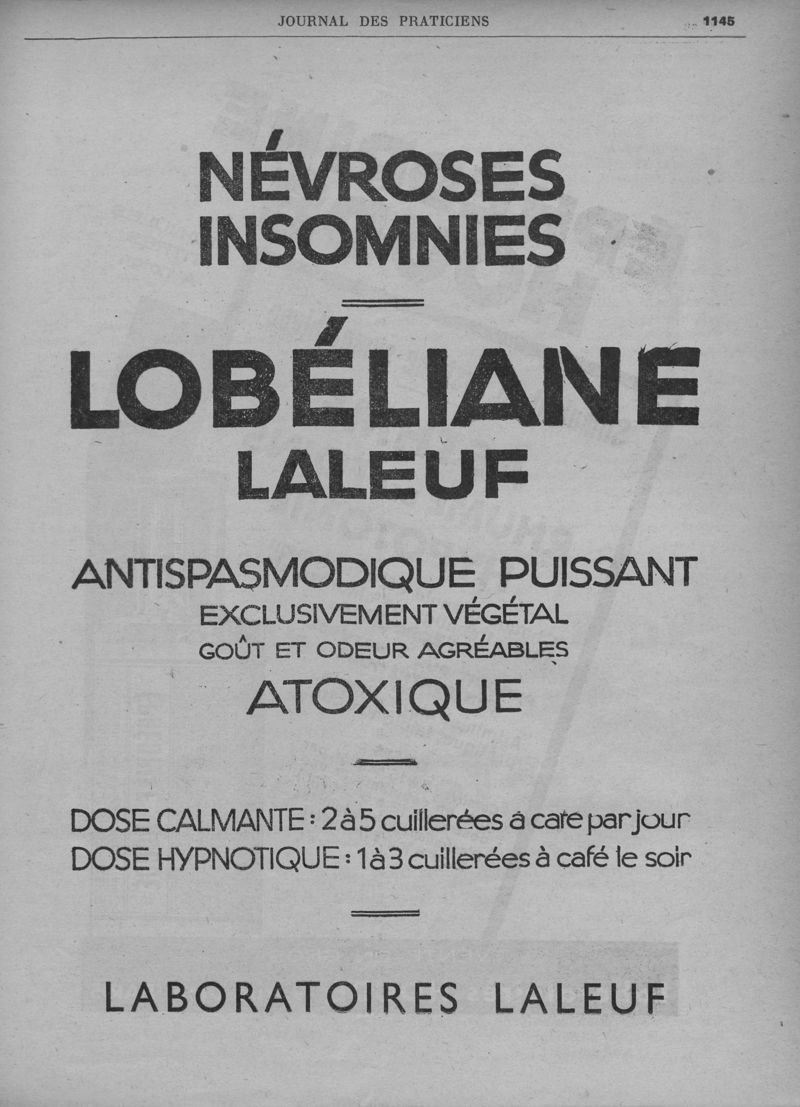 JOURNAL DES PRATICIENS 1145
NÉVROSES
INSOMNIES
LOBÉLIANE
LALEUF
ANTISPASMODIQUE PUISSANT
EXCLUSIVEMENT VÉGÉTAL
GOÛT ET ODEUR AGRÉABLES
ATOXIQUE
DOSE CALMANTE : 2 à 5 cuillerées à cafe par jour
DOSE HYPNOTIQUE : 1 à 3 cuillerées à café le soir
LABORATOIRES LALEUF